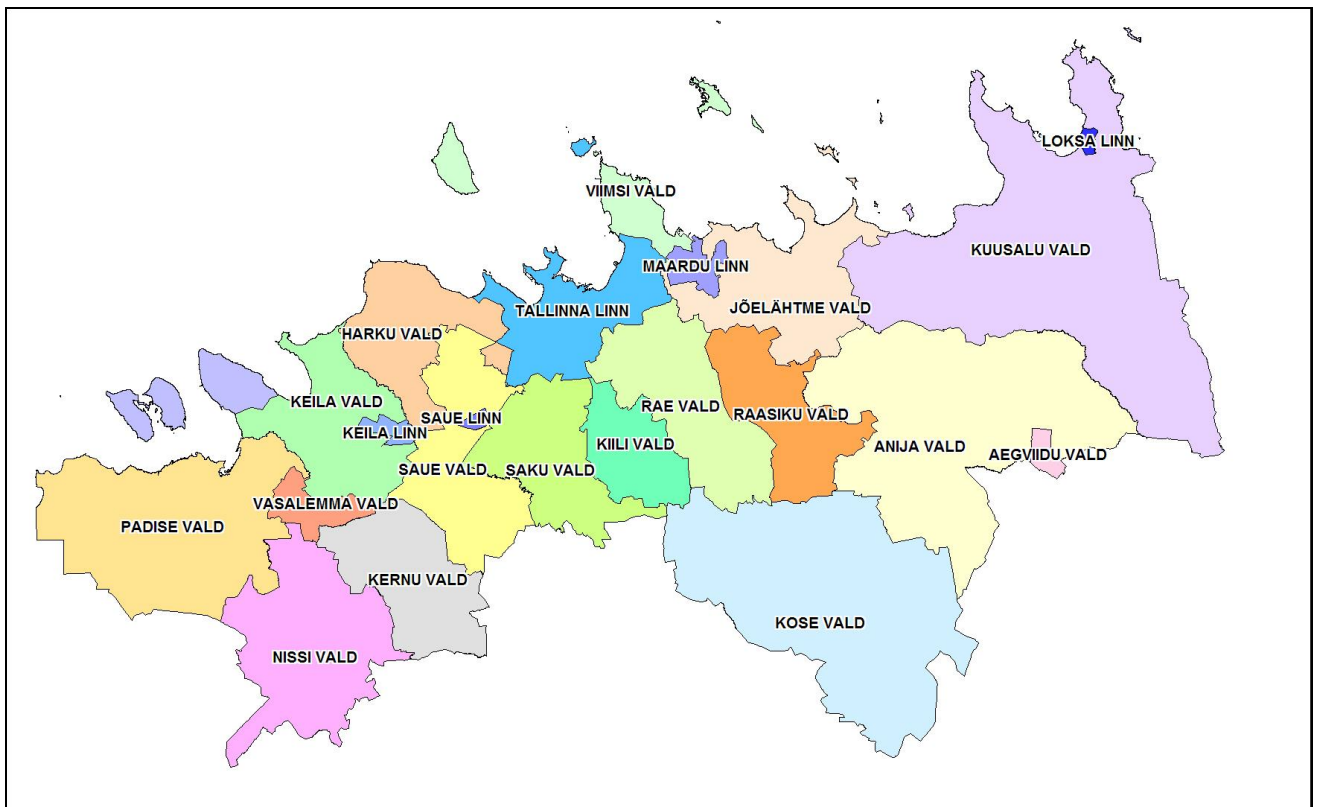 LOKSA LINN
VIIMSI VALD
KUUSALU VALD
MAARDU LINN
TALLINNA LINN
JÕELÄHTME VALD
HARKU VALD
KEILA VALD
RAE VALD
RAASIKU VALD
SAUE LINN
KEILA LINN
KIILI VALD
ANIJA VALD
AEGVIIDU VALD
SAUE VALD
SAKU VALD
VASALEMMA VALD
PADISE VALD
KERNU VALD
KOSE VALD
NISSI VALD